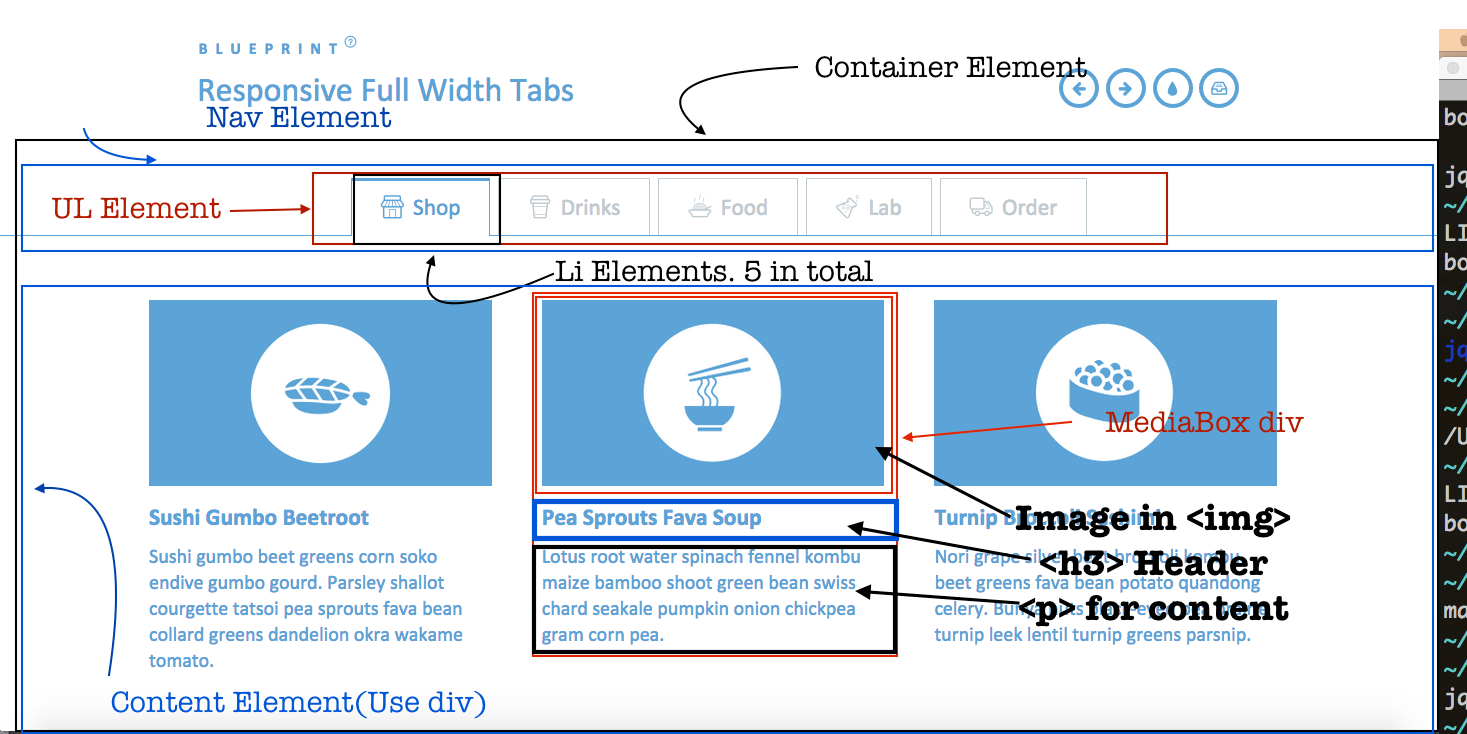 BLUEPRINT?
Container Element
Responsive Full Width Tabs
Nav Element
UL Element
Shop
Drinks
Food
Lab
Order
Li Elements. 5 in total
MediaBox div
Image in <img>
<h3> Header
<p> for content
Sushi Gumbo Beetroot
Sushi gumbo beet greens corn soko
endive gumbo gourd. Parsley shallot
courgette tatsoi pea sprouts fava bean
collard greens dandelion okra wakame
tomato.
Pea Sprouts Fava Soup
Lotus root water spinach fennel kombu
maize bamboo shoot green bean swiss
chard seakale pumpkin onion chickpea
gram corn pea.
Turnip Broccoli
Nori grape silver beet broccoli kombu
beet greens fava bean potato quandong
celery.
turnip leek lentil turnip greens parsnip.
Content Element(Use div)
bo
jq
~/
LI
bo
~/
~/
jq
~/
~/
/U
~/
LI
bo
~/
~/
ma
~/
~/
jq
~/